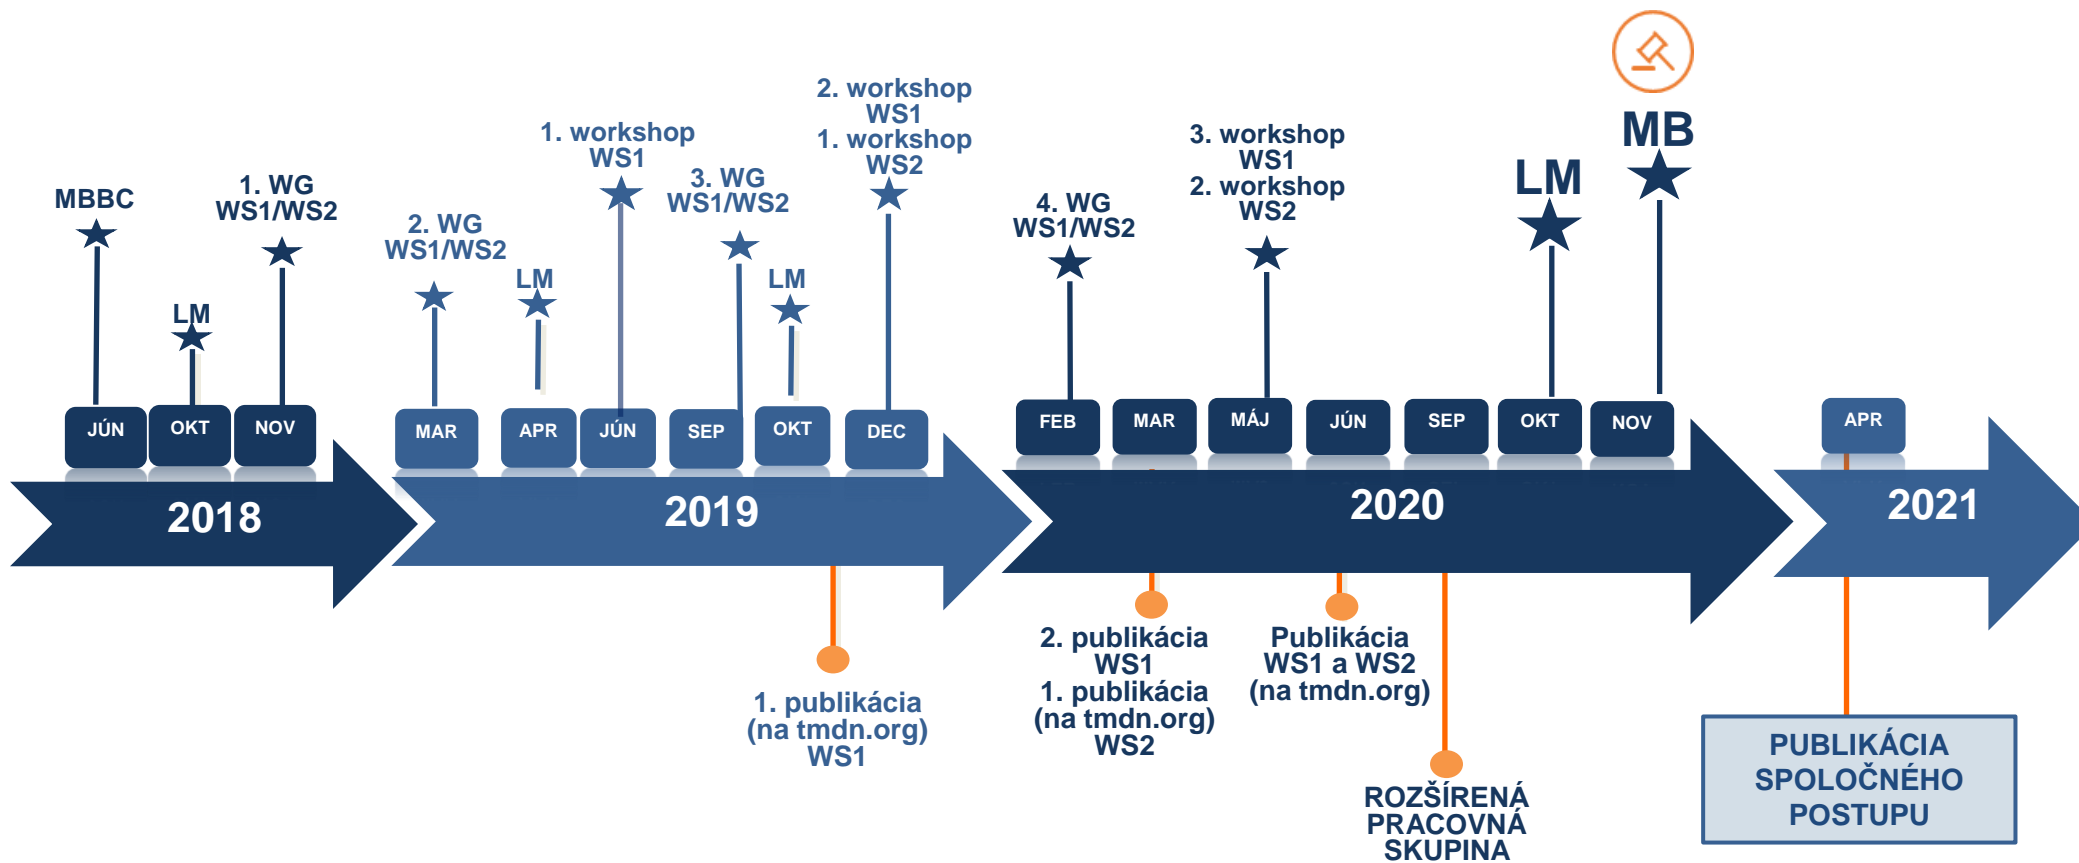 MBBC
LM
1. WG
WS1/WS2
2. WG
WS1/WS2
LM
1. workshop
WS1
3. WG
WS1/WS2
LM
2. workshop
WS1
1. workshop
WS2
4. WG
WS1/WS2
3. workshop
WS1
2. workshop
WS2
LM
MB
JÚN
OKT
NOV
MAR
APR
JÚN
SEP
OKT
DEC
FEB
MAR
MÁJ
JÚN
SEP
OKT
NOV
APR
2018
2019
2020
2021
1. publikácia
(na tmdn.org)
WS1
2. publikácia
WS1
1. publikácia
(na tmdn.org)
WS2
Publikácia
WS1 a WS2
(na tmdn.org)
ROZŠÍRENÁ
PRACOVNÁ
SKUPINA
PUBLIKÁCIA
SPOLOČNÉHO
POSTUPU